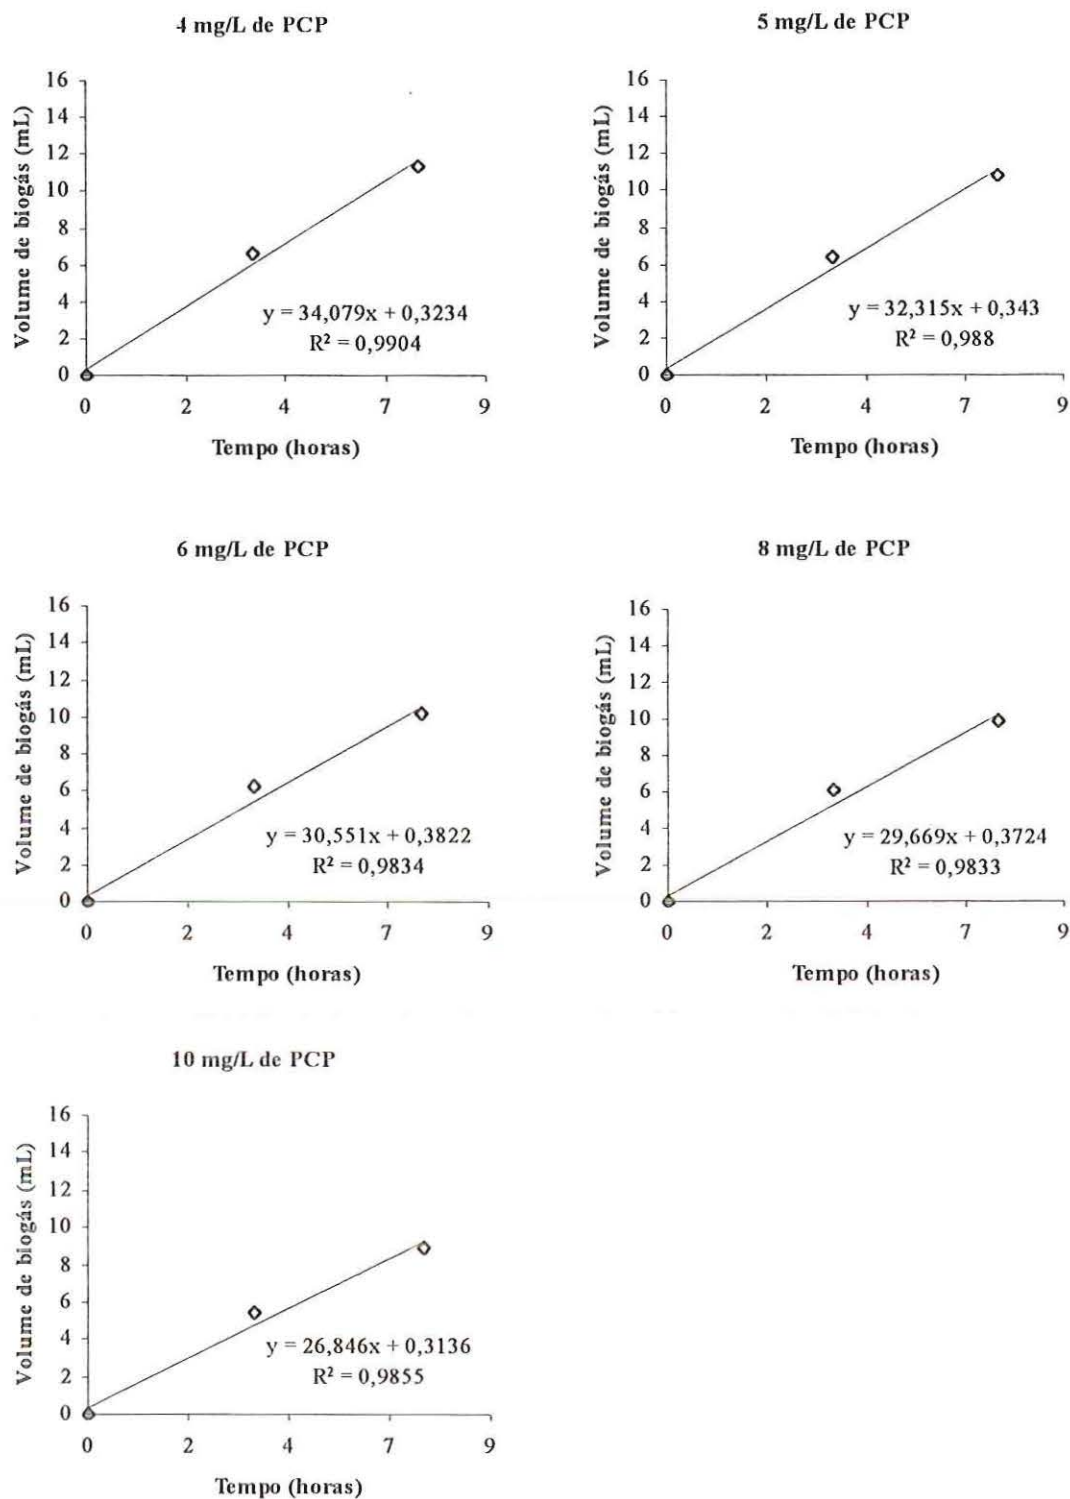 4 mg/L de PCP
Volume de biogás (mL)
16
14
12
10
8
6
4
2
0
y = 34,079x + 0,3234
R² = 0,9904
0 2 4 7 9
Tempo (horas)
5 mg/L de PCP
Volume de biogás (mL)
16
14
12
10
8
6
4
2
0
y = 32,315x + 0,343
R² = 0,988
0 2 4 7 9
Tempo (horas)
6 mg/L de PCP
Volume de biogás (mL)
16
14
12
10
8
6
4
2
0
y = 30,551x + 0,3822
R² = 0,9834
0 2 4 7 9
Tempo (horas)
8 mg/L de PCP
Volume de biogás (mL)
16
14
12
10
8
6
4
2
0
y = 29,669x + 0,3724
R² = 0,9833
0 2 4 7 9
Tempo (horas)
10 mg/L de PCP
Volume de biogás (mL)
16
14
12
10
8
6
4
2
0
y = 26,846x + 0,3136
R² = 0,9855
0 2 4 7 9
Tempo (horas)